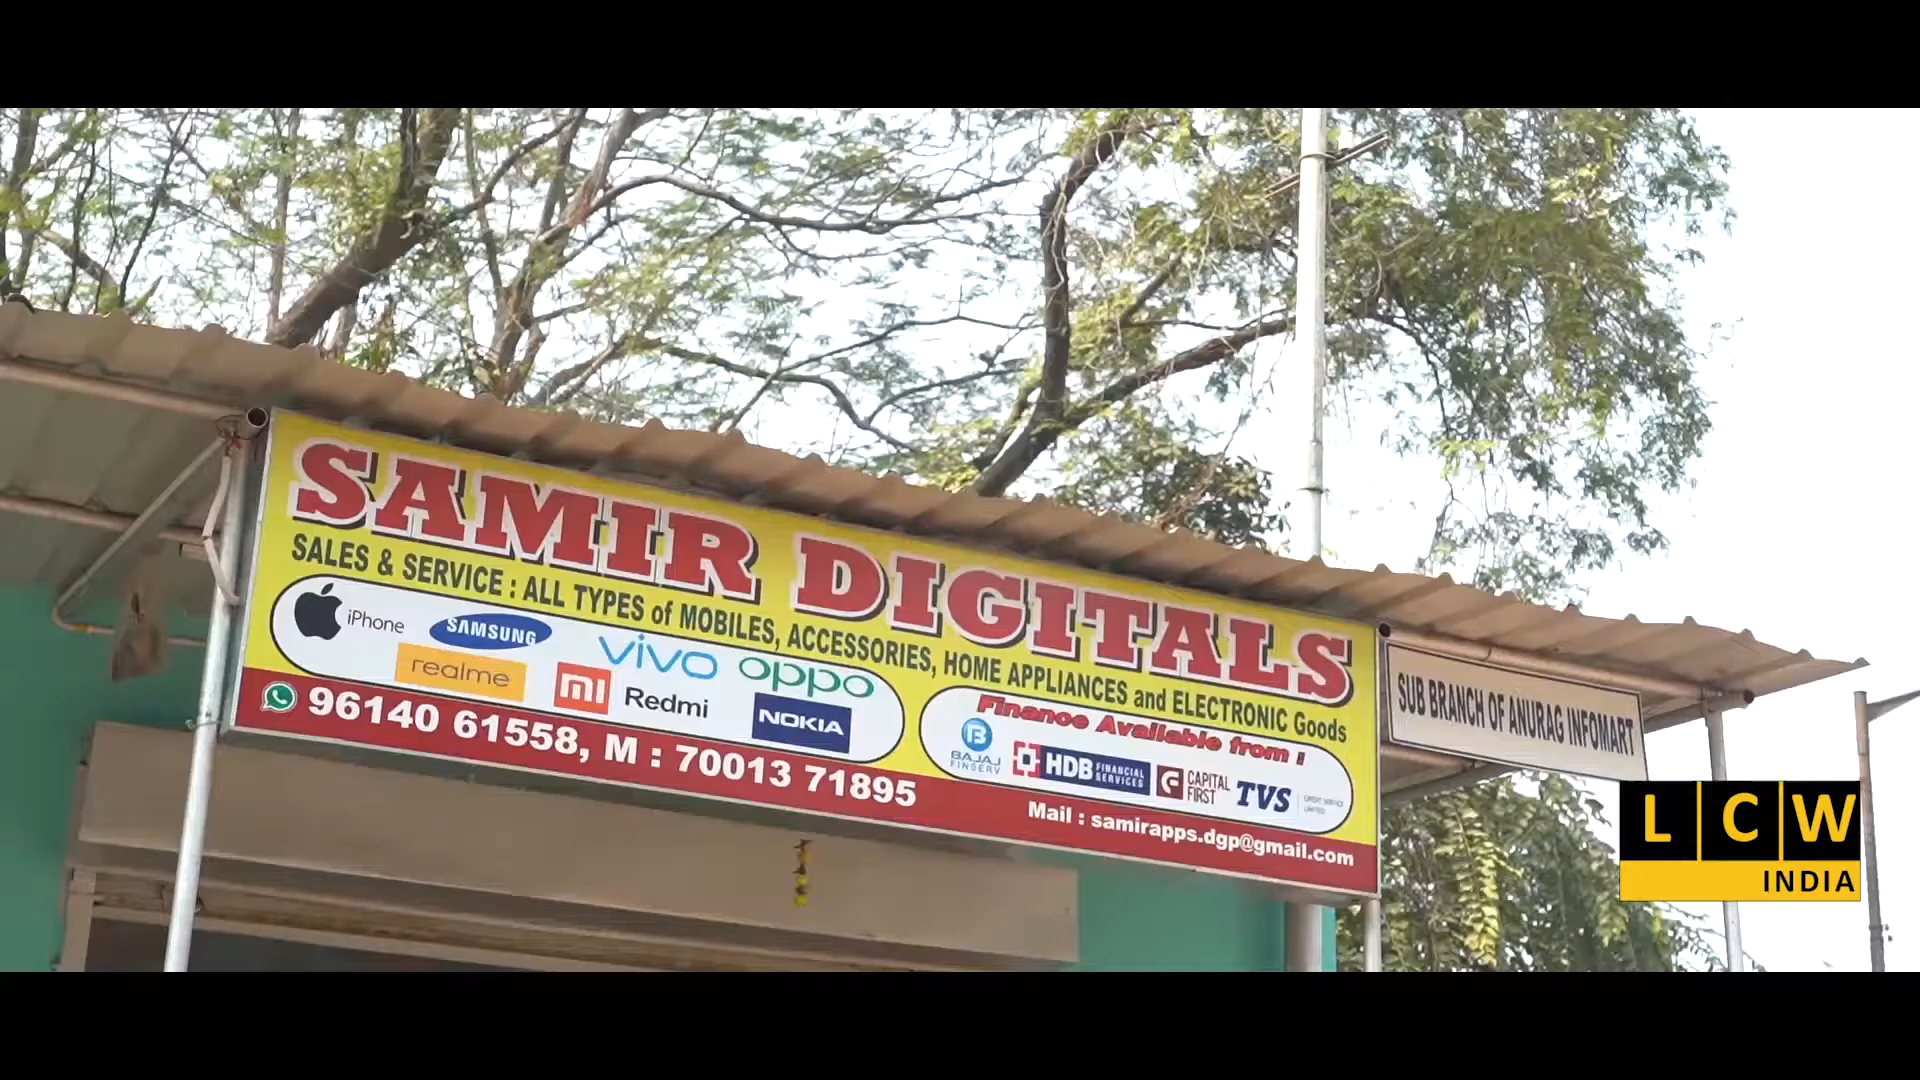 SAMIR DIGITALS
SALES & SERVICE : ALL TYPES of MOBILES, ACCESSORIES, HOME APPLIANCES and ELECTRONIC Goods
iPhone
SAMSUNG
vivo
oppo
realme
mi
Redmi
NOKIA
Finance Available from :
BAJAJ
FINSERV
HDB FINANCIAL
SERVICES
CAPITAL
FIRST
TVS
96140 61558, M : 70013 71895
Mail : samirapps.dgp@gmail.com
SUB BRANCH OF ANURAG INFOMART
LCW
INDIA